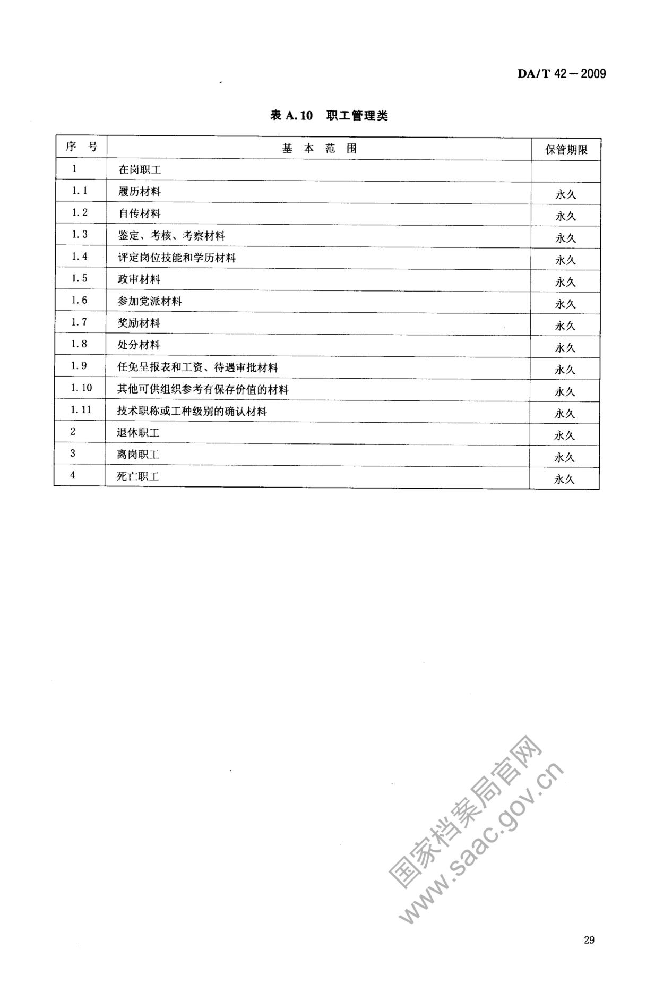 DA/T 42—2009
表 A.10 职工管理类
序 号 基 本 范 围 保管期限
1 在岗职工
1.1 履历材料 永久
1.2 自传材料 永久
1.3 鉴定、考核、考察材料 永久
1.4 评定岗位技能和学历材料 永久
1.5 政审材料 永久
1.6 参加党派材料 永久
1.7 奖励材料 永久
1.8 处分材料 永久
1.9 任免呈报表和工资、待遇审批材料 永久
1.10 其他可供组织参考有保存价值的材料 永久
1.11 技术职称或工种级别的确认材料 永久
2 退休职工 永久
3 离岗职工 永久
4 死亡职工 永久
国家档案局官网
www.saac.gov.cn
29